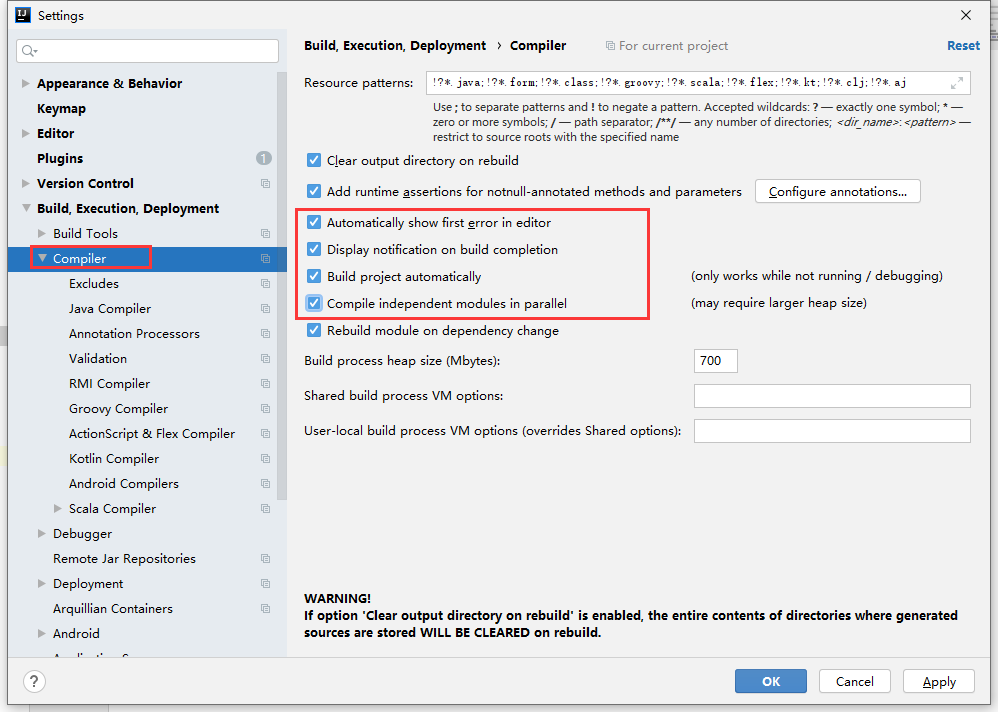 Settings
Appearance & Behavior
Keymap
Editor
Plugins
1
Version Control
Build, Execution, Deployment
Build Tools
Compiler
Excludes
Java Compiler
Annotation Processors
Validation
RMI Compiler
Groovy Compiler
ActionScript & Flex Compiler
Kotlin Compiler
Android Compilers
Scala Compiler
Debugger
Remote Jar Repositories
Deployment
Arquillian Containers
Android
Build, Execution, Deployment › Compiler
For current project
Reset
Resource patterns:
!?*.java;!?*.form;!?*.class;!?*.groovy;!?*.scala;!?*.flex;!?*.kt;!?*.clj;!?*.aj
Use ; to separate patterns and ! to negate a pattern. Accepted wildcards: ? — exactly one symbol; * —
zero or more symbols; / — path separator; /**/ — any number of directories; <dir_name>:<pattern> —
restrict to source roots with the specified name
Clear output directory on rebuild
Add runtime assertions for notnull-annotated methods and parameters
Configure annotations...
Automatically show first error in editor
Display notification on build completion
Build project automatically
(only works while not running / debugging)
Compile independent modules in parallel
(may require larger heap size)
Rebuild module on dependency change
Build process heap size (Mbytes):
700
Shared build process VM options:
User-local build process VM options (overrides Shared options):
WARNING!
If option 'Clear output directory on rebuild' is enabled, the entire contents of directories where generated
sources are stored WILL BE CLEARED on rebuild.
?
OK
Cancel
Apply